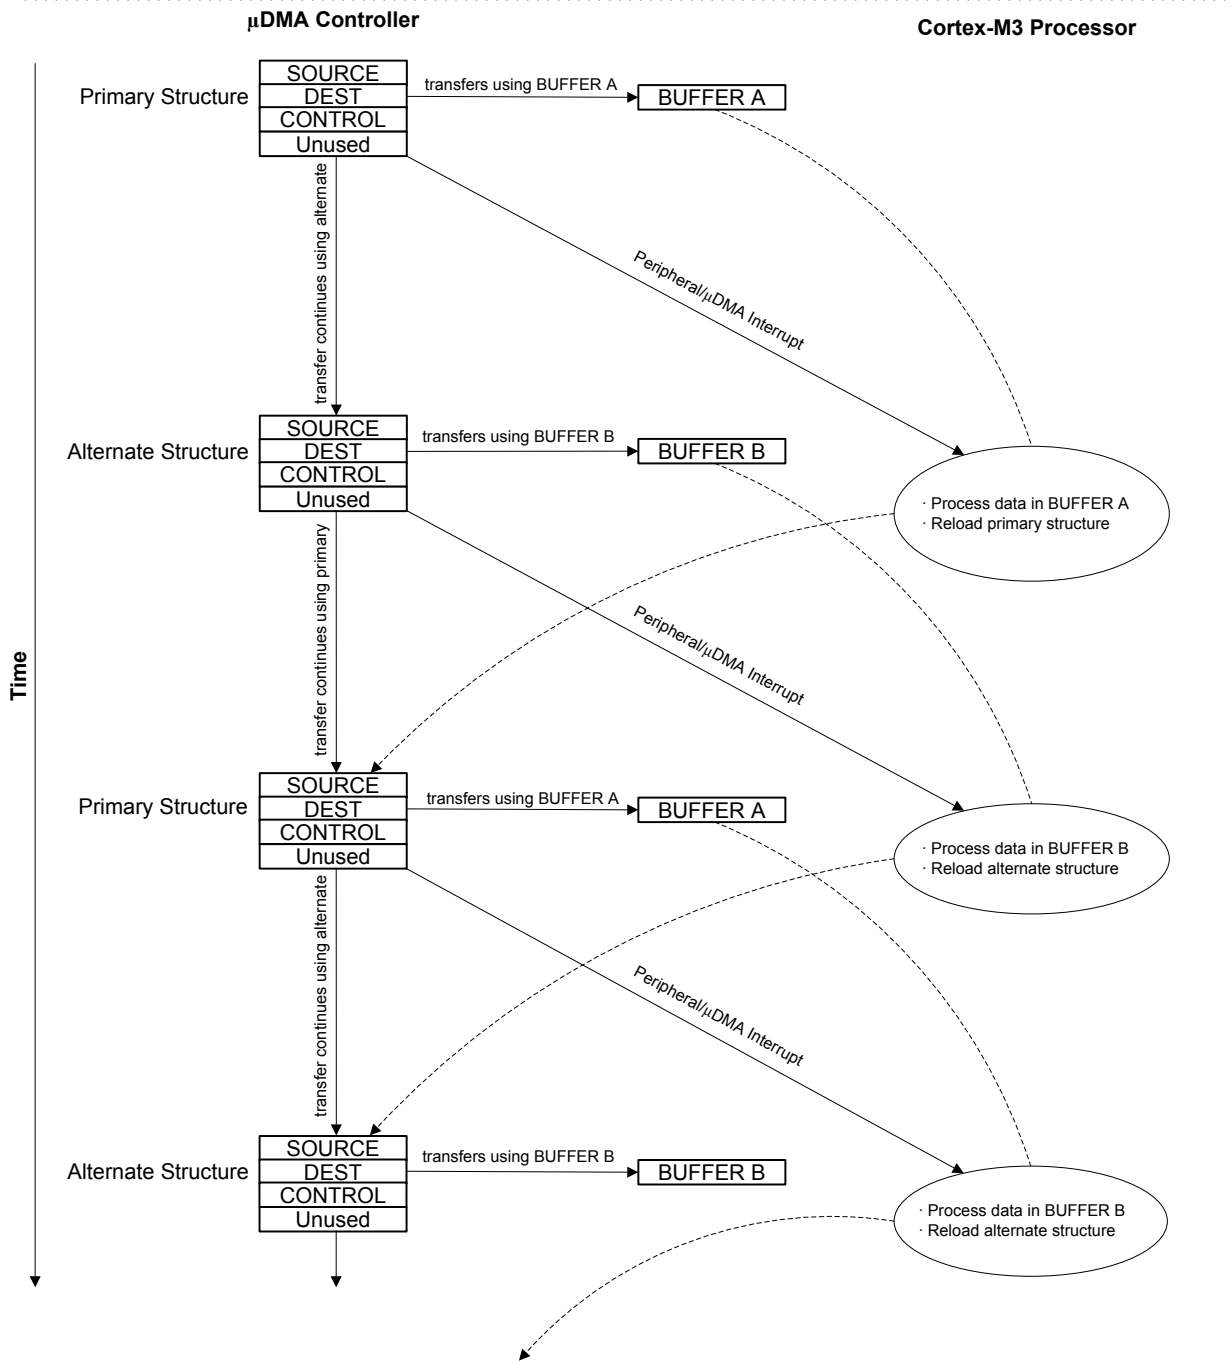 μDMA Controller
Cortex-M3 Processor
SOURCE
Primary Structure
DEST
transfers using BUFFER A
BUFFER A
CONTROL
Unused
transfer continues using alternate
Peripheral/μDMA Interrupt
SOURCE
Alternate Structure
DEST
transfers using BUFFER B
BUFFER B
CONTROL
Unused
· Process data in BUFFER A
· Reload primary structure
transfer continues using primary
Peripheral/μDMA Interrupt
Time
SOURCE
Primary Structure
DEST
transfers using BUFFER A
BUFFER A
CONTROL
Unused
· Process data in BUFFER B
· Reload alternate structure
transfer continues using alternate
Peripheral/μDMA Interrupt
SOURCE
Alternate Structure
DEST
transfers using BUFFER B
BUFFER B
CONTROL
Unused
· Process data in BUFFER B
· Reload alternate structure